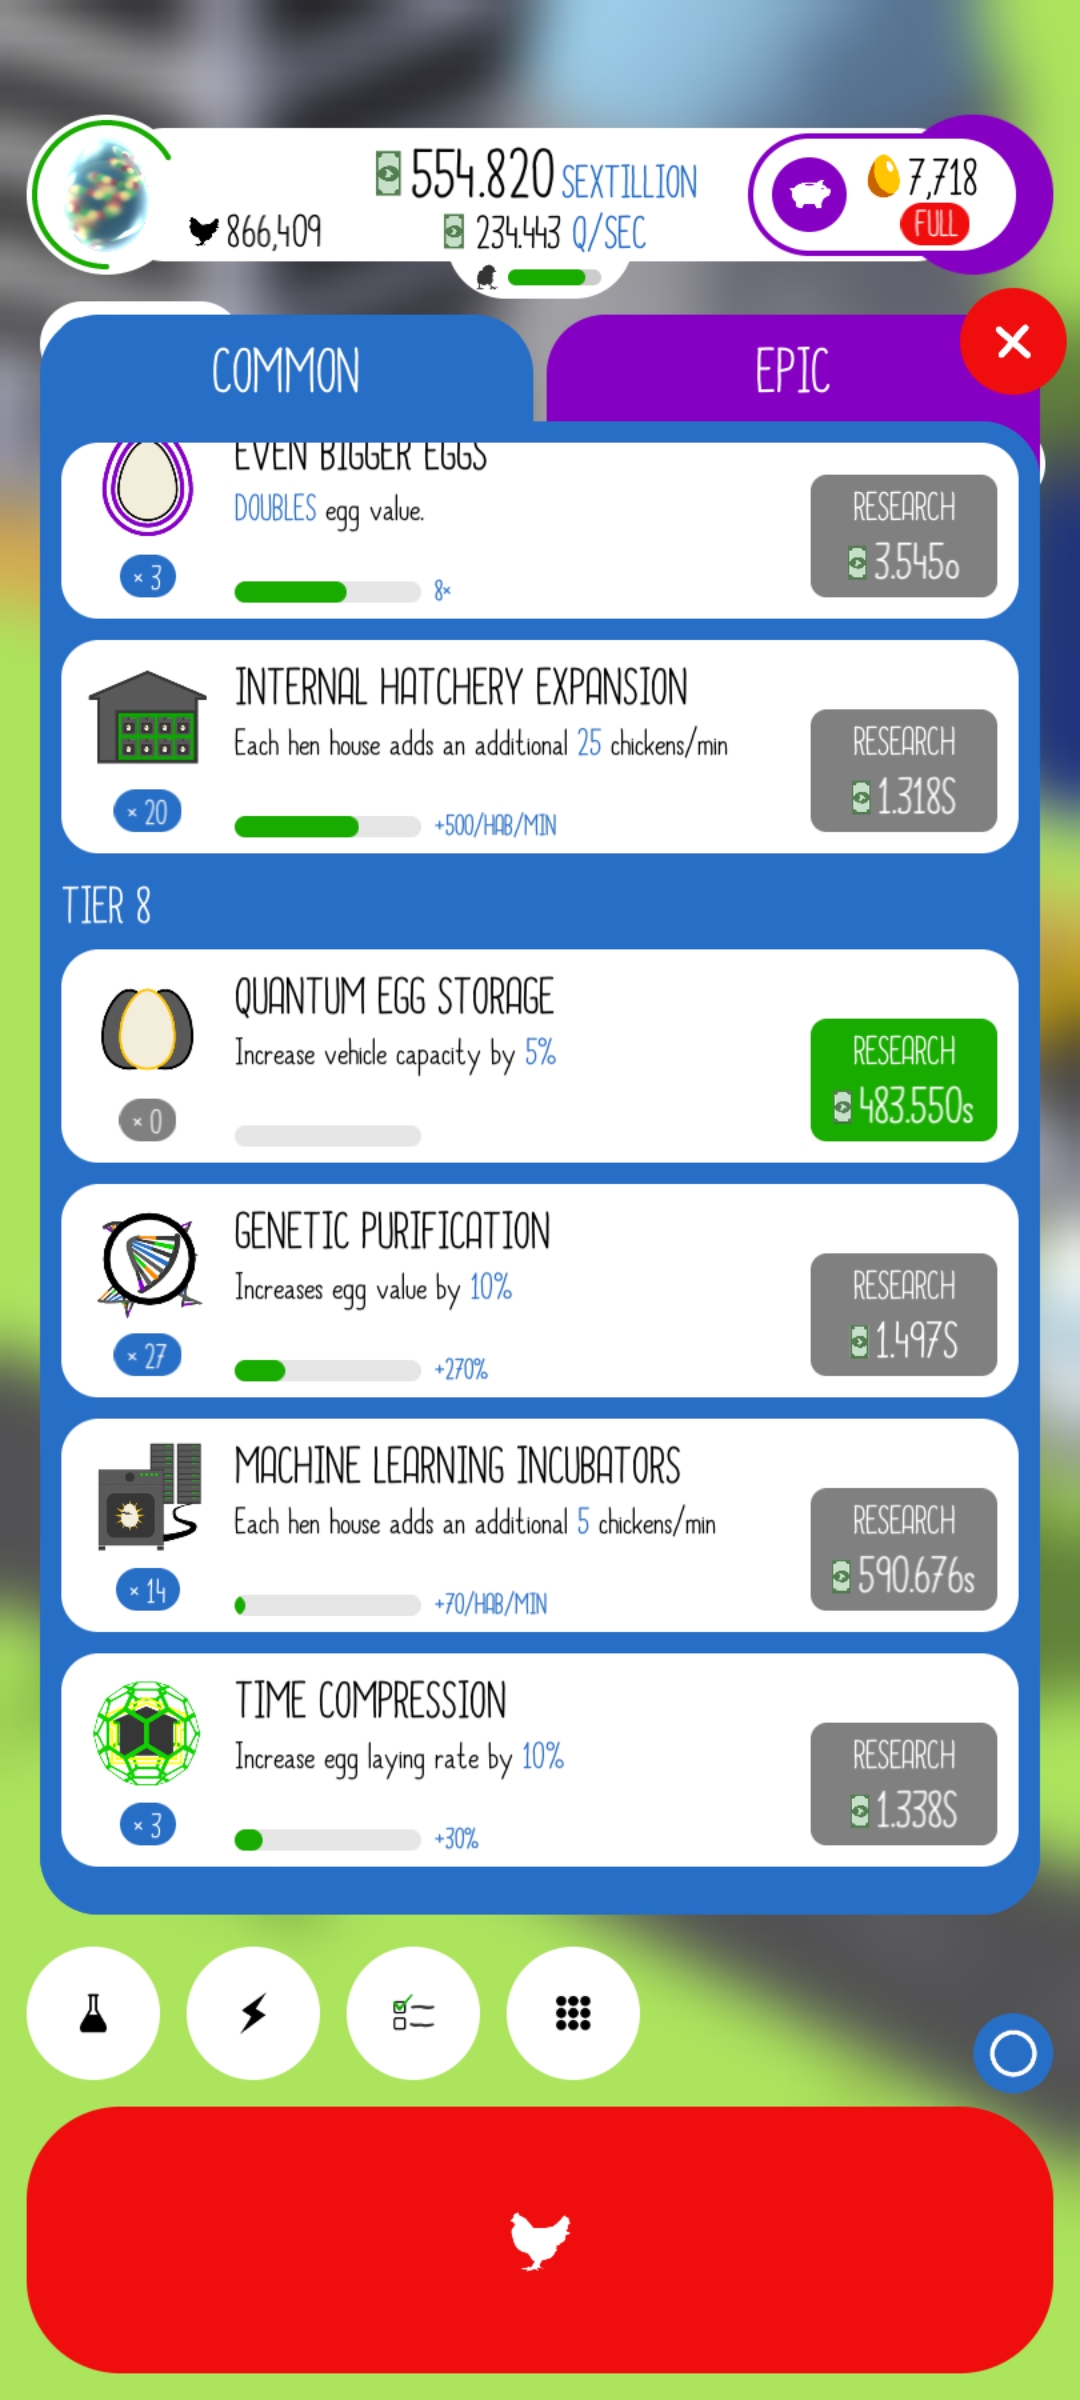 554.820 SEXTILLION
866,409
234.443 Q/SEC
7,718
FULL
COMMON
EPIC
EVEN BIGGER EGGS
DOUBLES egg value.
× 3
8×
RESEARCH
3.545o
INTERNAL HATCHERY EXPANSION
Each hen house adds an additional 25 chickens/min
× 20
+500/HAB/MIN
RESEARCH
1.318S
TIER 8
QUANTUM EGG STORAGE
Increase vehicle capacity by 5%
× 0
RESEARCH
483.550s
GENETIC PURIFICATION
Increases egg value by 10%
× 27
+270%
RESEARCH
1.497S
MACHINE LEARNING INCUBATORS
Each hen house adds an additional 5 chickens/min
× 14
+70/HAB/MIN
RESEARCH
590.676s
TIME COMPRESSION
Increase egg laying rate by 10%
× 3
+30%
RESEARCH
1.338S